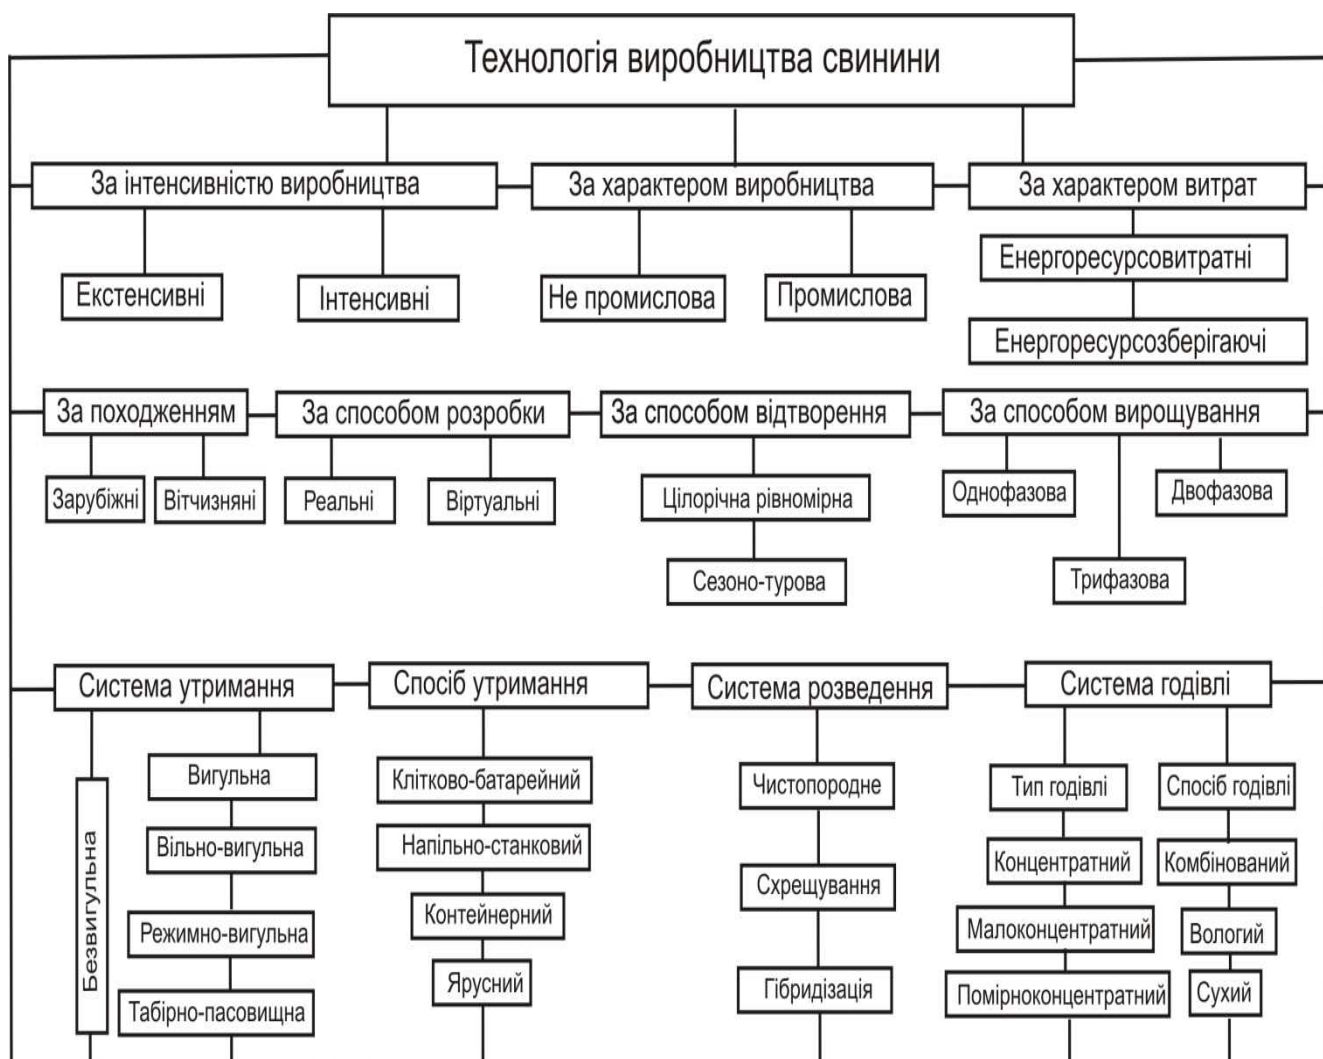 Технологія виробництва свинини
За інтенсивністю виробництва
За характером виробництва
За характером витрат
Екстенсивні
Інтенсивні
Не промислова
Промислова
Енергоресурсовитратні
Енергоресурсозберігаючі
За походженням
За способом розробки
За способом відтворення
За способом вирощування
Зарубіжні
Вітчизняні
Реальні
Віртуальні
Цілорічна рівномірна
Сезоно-турова
Однофазова
Двофазова
Трифазова
Система утримання
Спосіб утримання
Система розведення
Система годівлі
Безвигульна
Вигульна
Вільно-вигульна
Режимно-вигульна
Табірно-пасовищна
Клітково-батарейний
Напільно-станковий
Контейнерний
Ярусний
Чистопородне
Схрещування
Гібридізація
Тип годівлі
Концентратний
Малоконцентратний
Помірноконцентратний
Спосіб годівлі
Комбінований
Вологий
Сухий